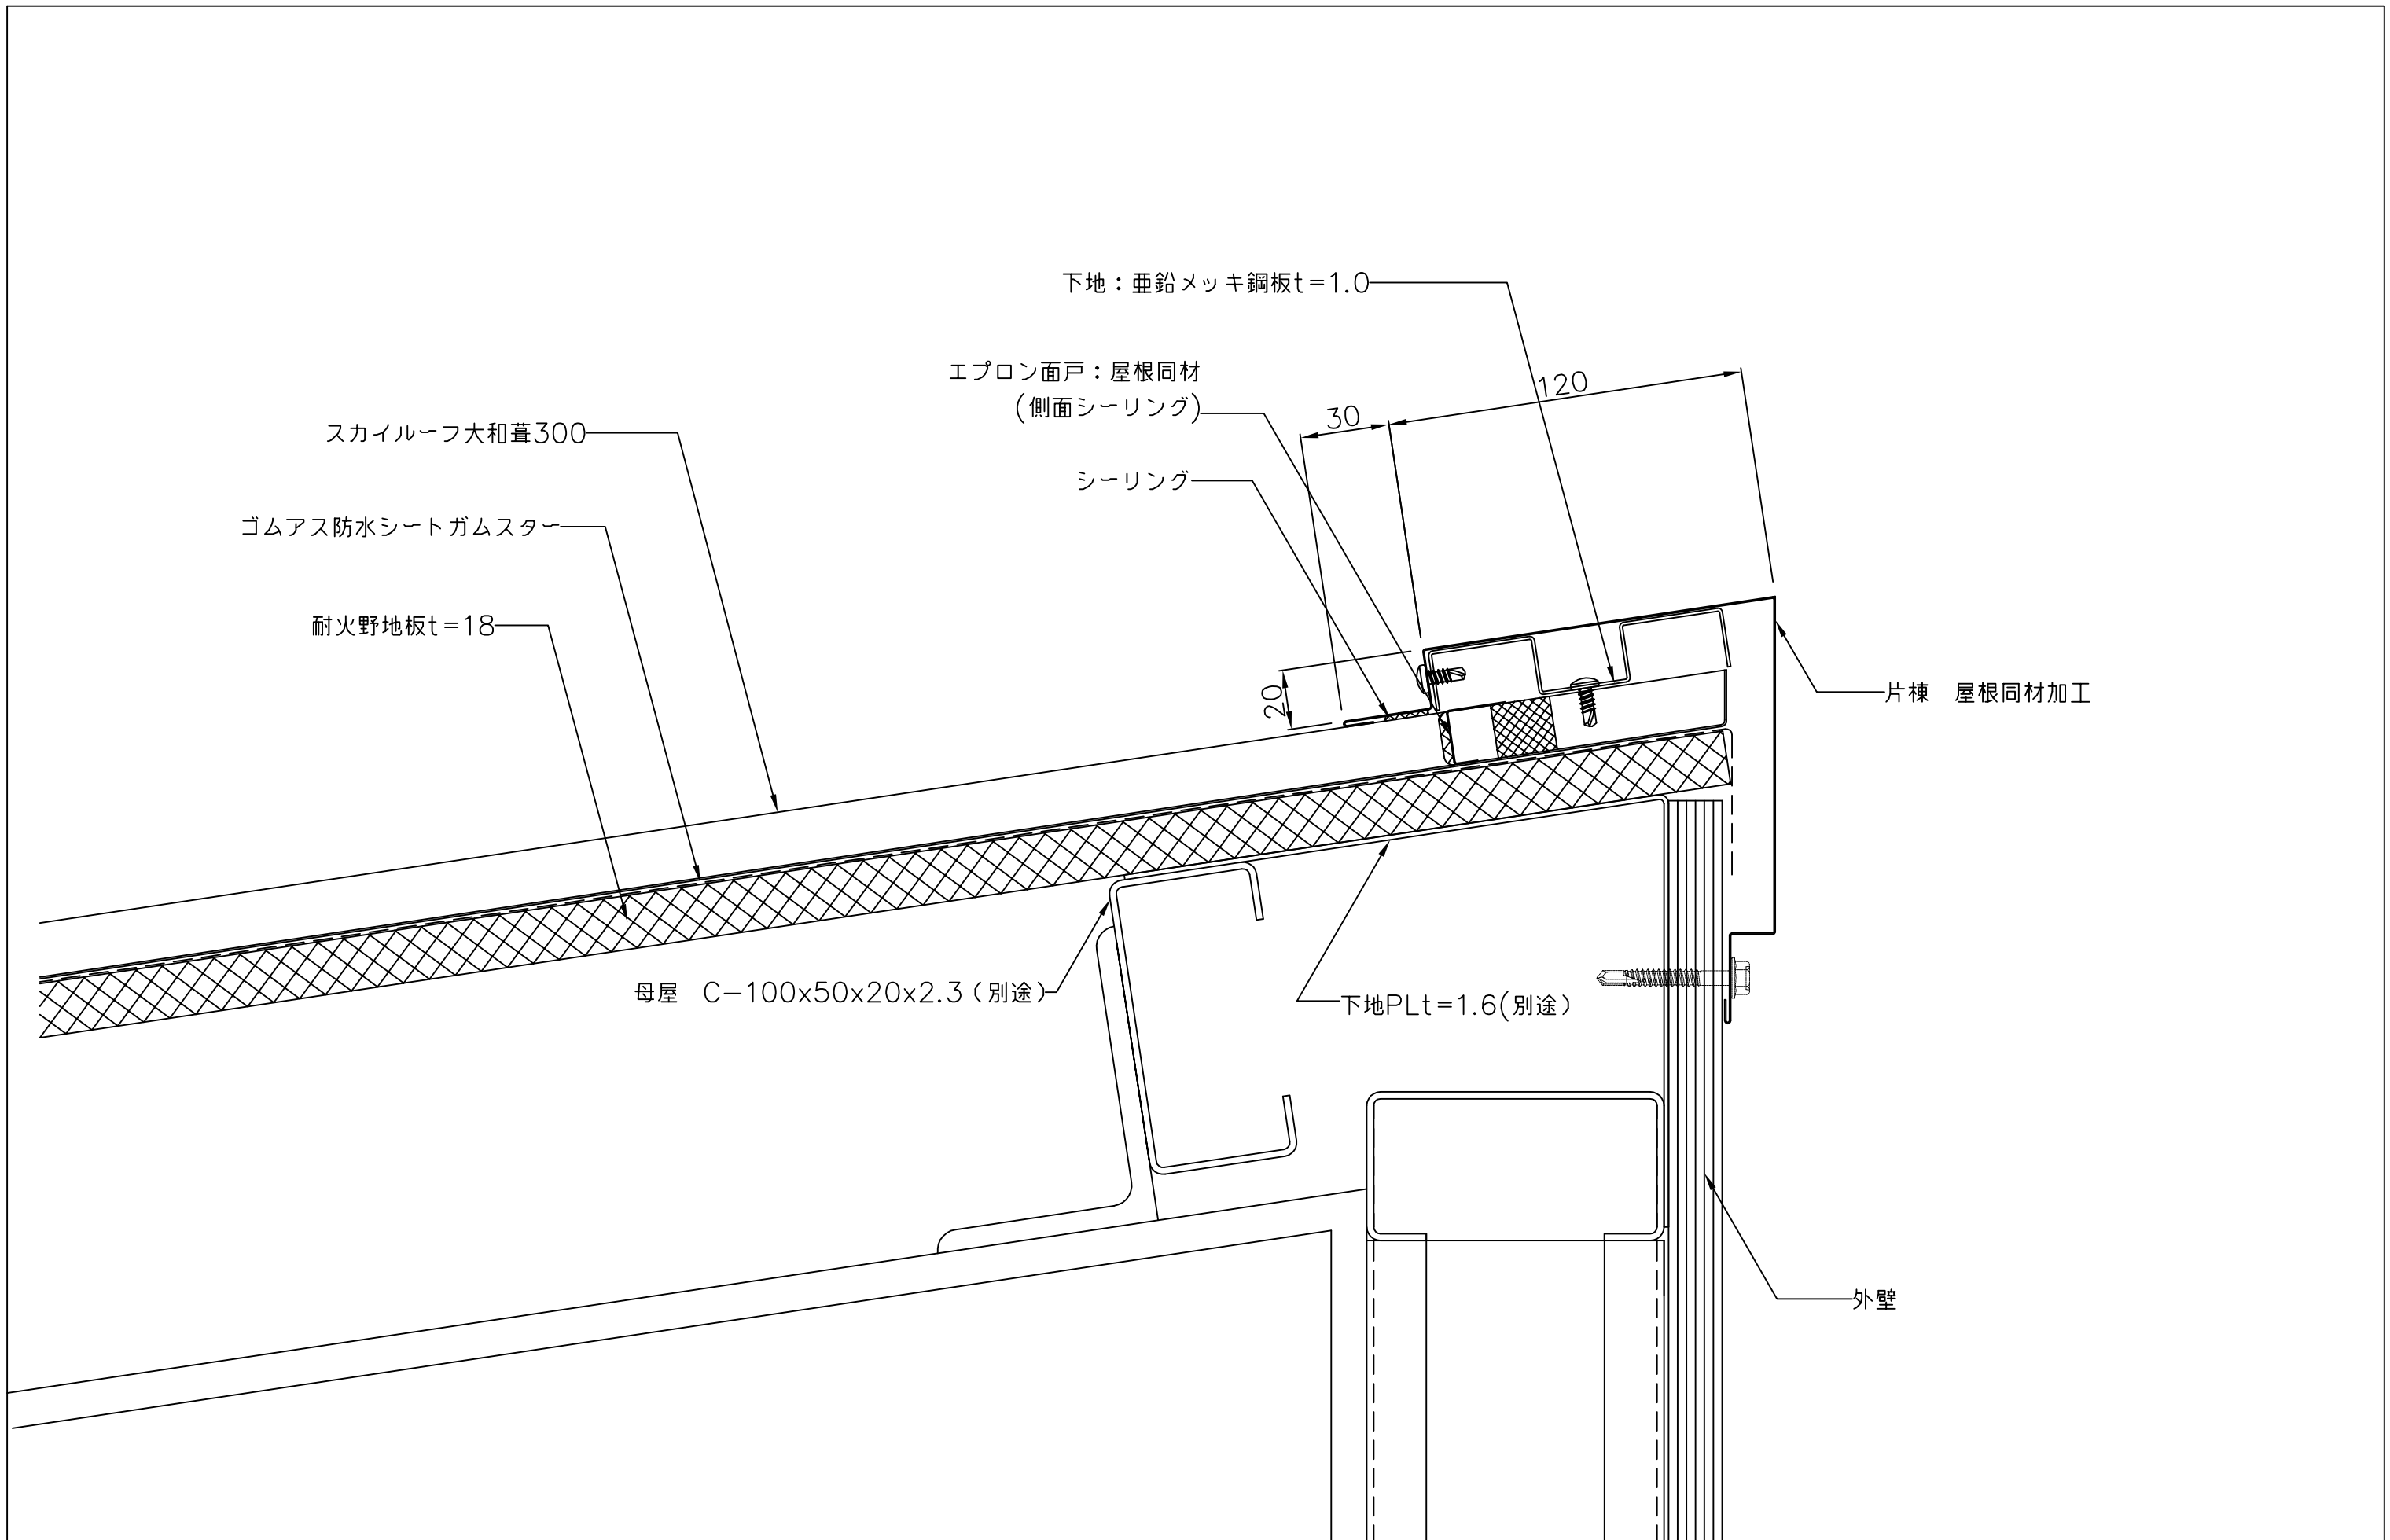 下地：亜鉛メッキ鋼板t=1.0
エプロン面戸：屋根同材
(側面シーリング)
120
30
スカイルーフ大和葺300
シーリング
ゴムアス防水シートガムスター
耐火野地板t=18
20
片棟　屋根同材加工
母屋　C-100x50x20x2.3（別途）
下地PLt=1.6(別途）
外壁